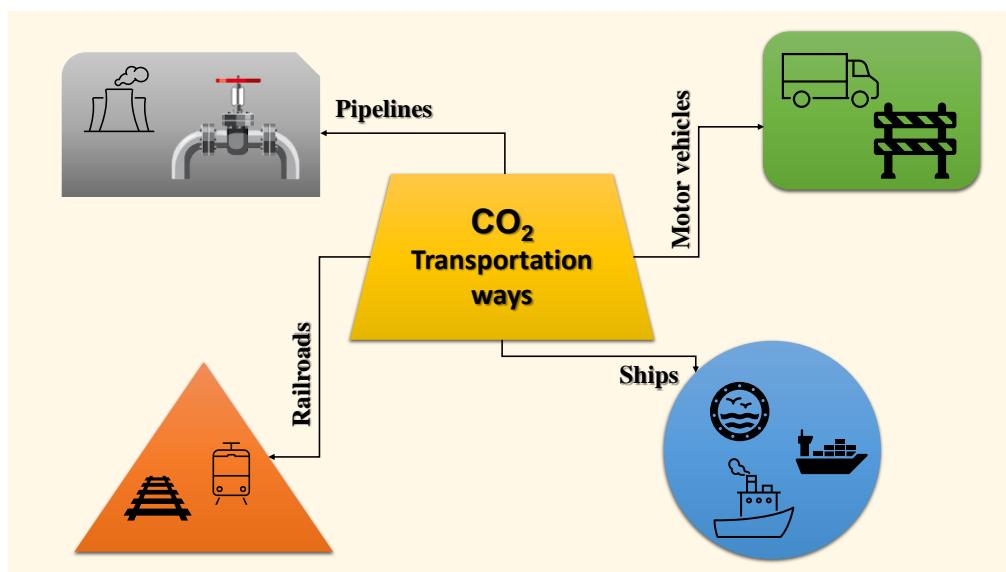 Pipelines
Motor vehicles
CO₂
Transportation
ways
Railroads
Ships